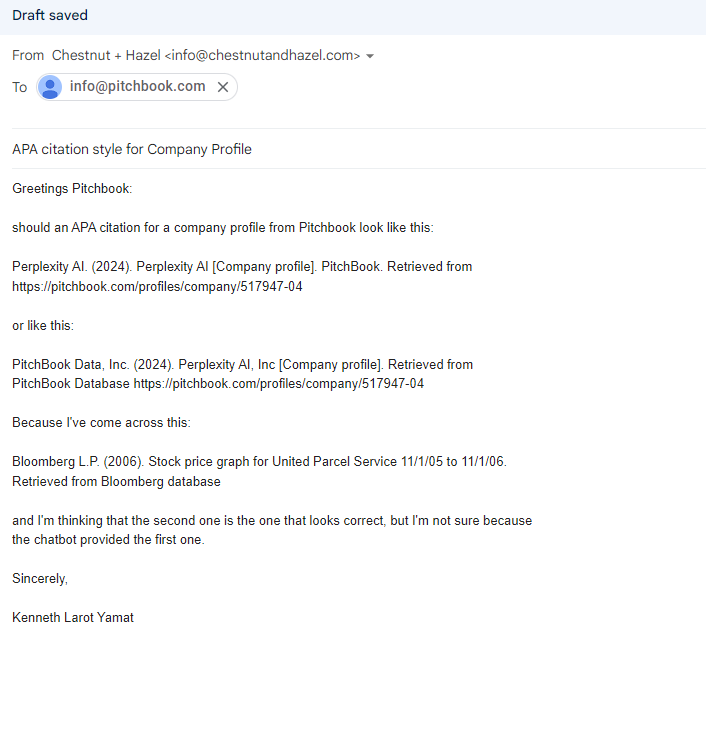 Draft saved
From Chestnut + Hazel <info@chestnutandhazel.com>
To info@pitchbook.com
APA citation style for Company Profile
Greetings Pitchbook:
should an APA citation for a company profile from Pitchbook look like this:
Perplexity AI. (2024). Perplexity AI [Company profile]. PitchBook. Retrieved from
https://pitchbook.com/profiles/company/517947-04
or like this:
PitchBook Data, Inc. (2024). Perplexity AI, Inc [Company profile]. Retrieved from
PitchBook Database https://pitchbook.com/profiles/company/517947-04
Because I've come across this:
Bloomberg L.P. (2006). Stock price graph for United Parcel Service 11/1/05 to 11/1/06.
Retrieved from Bloomberg database
and I'm thinking that the second one is the one that looks correct, but I'm not sure because
the chatbot provided the first one.
Sincerely,
Kenneth Larot Yamat